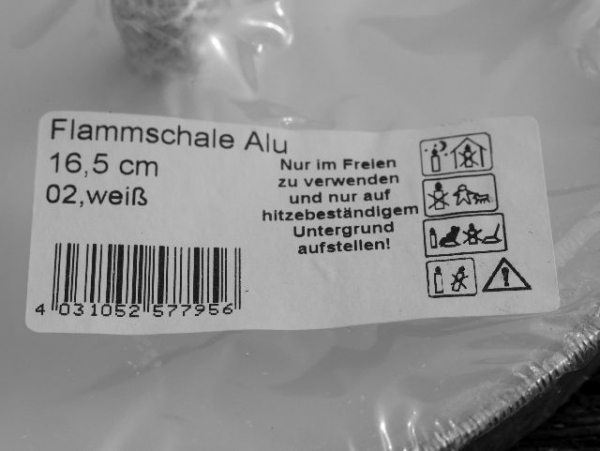 Flammschale Alu
16,5 cm
02,weiß
Nur im Freien
zu verwenden
und nur auf
hitzebeständigem
Untergrund
aufstellen!
4 031052 577956